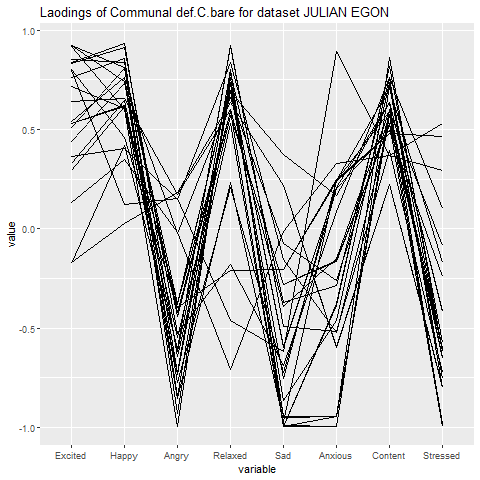 Laodings of Communal def.C.bare for dataset JULIAN EGON
1.0
0.5
0.0
-0.5
-1.0
value
Excited Happy Angry Relaxed Sad Anxious Content Stressed
variable